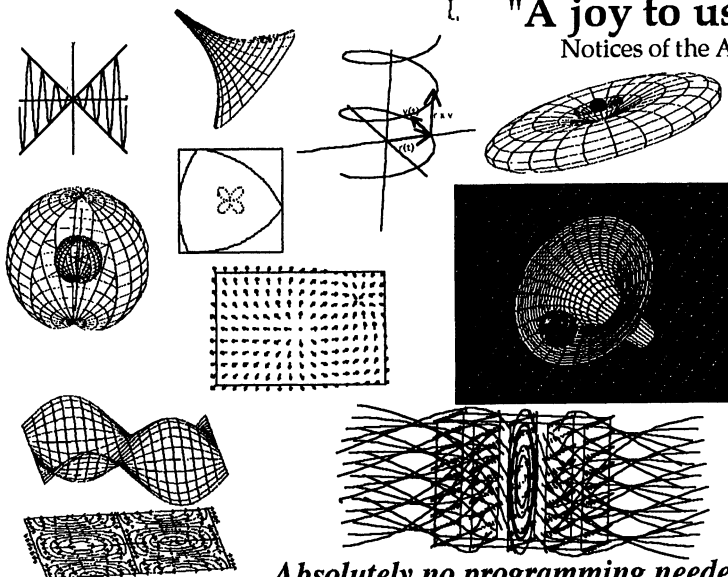 "A joy to us
Notices of the A
v(t)
r x v
r(t)
Absolutely no programming neede